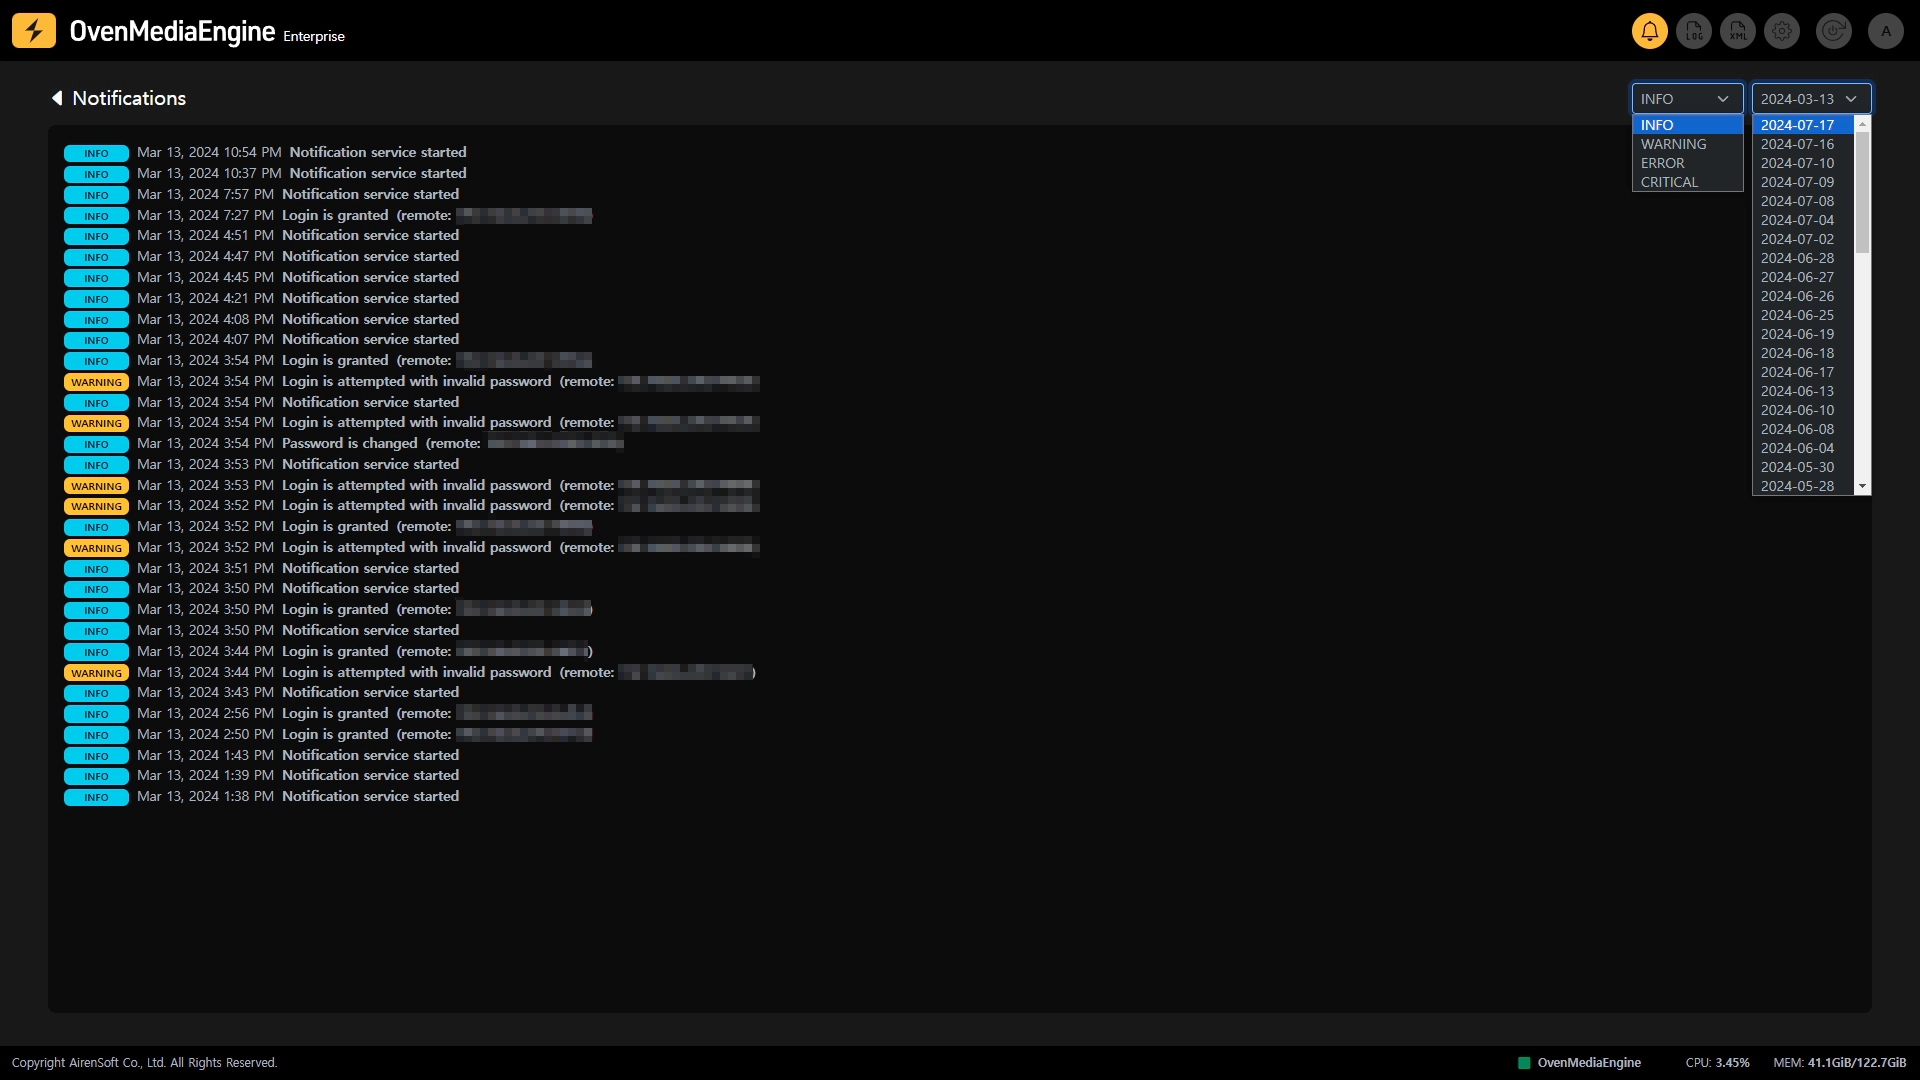 OvenMediaEngine Enterprise
LOG
XML
A
Notifications
INFO
2024-03-13
INFO
WARNING
ERROR
CRITICAL
2024-07-17
2024-07-16
2024-07-10
2024-07-09
2024-07-08
2024-07-04
2024-07-02
2024-06-28
2024-06-27
2024-06-26
2024-06-25
2024-06-19
2024-06-18
2024-06-17
2024-06-13
2024-06-10
2024-06-08
2024-06-04
2024-05-30
2024-05-28
INFO Mar 13, 2024 10:54 PM Notification service started
INFO Mar 13, 2024 10:37 PM Notification service started
INFO Mar 13, 2024 7:57 PM Notification service started
INFO Mar 13, 2024 7:27 PM Login is granted (remote:
INFO Mar 13, 2024 4:51 PM Notification service started
INFO Mar 13, 2024 4:47 PM Notification service started
INFO Mar 13, 2024 4:45 PM Notification service started
INFO Mar 13, 2024 4:21 PM Notification service started
INFO Mar 13, 2024 4:08 PM Notification service started
INFO Mar 13, 2024 4:07 PM Notification service started
INFO Mar 13, 2024 3:54 PM Login is granted (remote:
WARNING Mar 13, 2024 3:54 PM Login is attempted with invalid password (remote:
INFO Mar 13, 2024 3:54 PM Notification service started
WARNING Mar 13, 2024 3:54 PM Login is attempted with invalid password (remote:
INFO Mar 13, 2024 3:54 PM Password is changed (remote:
INFO Mar 13, 2024 3:53 PM Notification service started
WARNING Mar 13, 2024 3:53 PM Login is attempted with invalid password (remote:
WARNING Mar 13, 2024 3:52 PM Login is attempted with invalid password (remote:
INFO Mar 13, 2024 3:52 PM Login is granted (remote:
WARNING Mar 13, 2024 3:52 PM Login is attempted with invalid password (remote:
INFO Mar 13, 2024 3:51 PM Notification service started
INFO Mar 13, 2024 3:50 PM Notification service started
INFO Mar 13, 2024 3:50 PM Login is granted (remote: )
INFO Mar 13, 2024 3:50 PM Notification service started
INFO Mar 13, 2024 3:44 PM Login is granted (remote: )
WARNING Mar 13, 2024 3:44 PM Login is attempted with invalid password (remote: )
INFO Mar 13, 2024 3:43 PM Notification service started
INFO Mar 13, 2024 2:56 PM Login is granted (remote:
INFO Mar 13, 2024 2:50 PM Login is granted (remote:
INFO Mar 13, 2024 1:43 PM Notification service started
INFO Mar 13, 2024 1:39 PM Notification service started
INFO Mar 13, 2024 1:38 PM Notification service started
Copyright AirenSoft Co., Ltd. All Rights Reserved.
OvenMediaEngine CPU: 3.45% MEM: 41.1GiB/122.7GiB